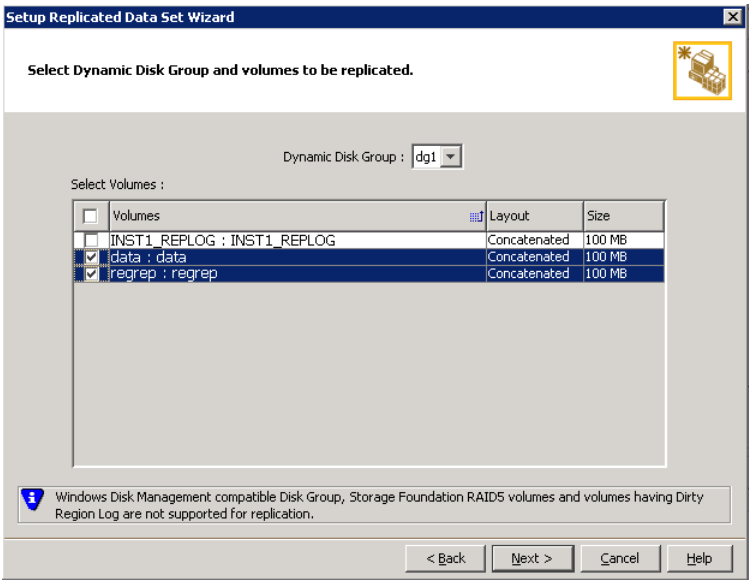 Setup Replicated Data Set Wizard
Select Dynamic Disk Group and volumes to be replicated.
Dynamic Disk Group : dg1
Select Volumes :
Volumes Layout Size
INST1_REPLOG : INST1_REPLOG Concatenated 100 MB
data : data Concatenated 100 MB
regrep : regrep Concatenated 100 MB
Windows Disk Management compatible Disk Group, Storage Foundation RAID5 volumes and volumes having Dirty
Region Log are not supported for replication.
< Back Next > Cancel Help